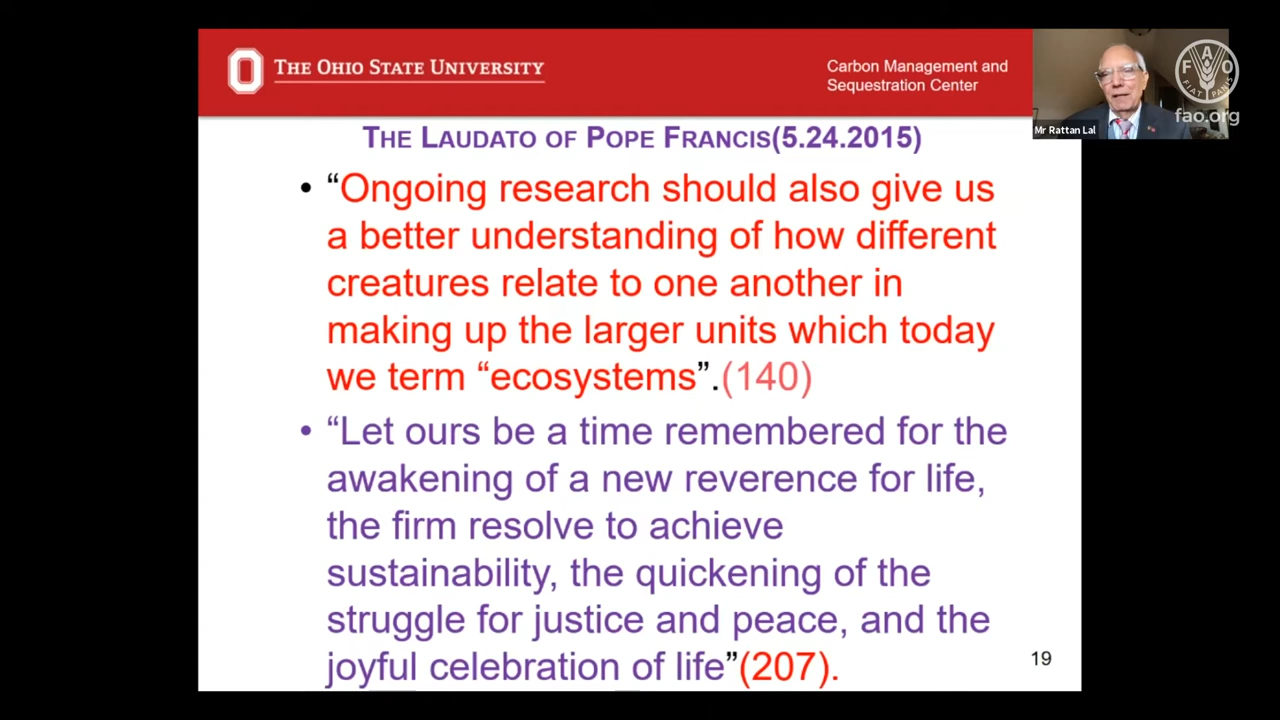 THE OHIO STATE UNIVERSITY
Carbon Management and
Sequestration Center
FAO
FIAT PANIS
fao.org
Mr Rattan Lal
THE LAUDATO OF POPE FRANCIS(5.24.2015)
• “Ongoing research should also give us
a better understanding of how different
creatures relate to one another in
making up the larger units which today
we term “ecosystems”.(140)
• “Let ours be a time remembered for the
awakening of a new reverence for life,
the firm resolve to achieve
sustainability, the quickening of the
struggle for justice and peace, and the
joyful celebration of life”(207).
19